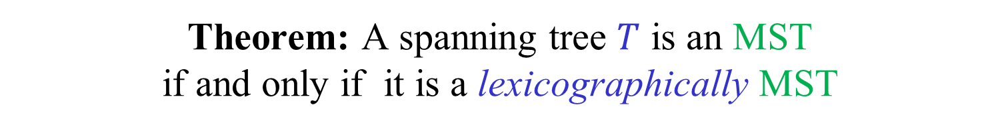 Theorem: A spanning tree T is an MST
if and only if it is a lexicographically MST